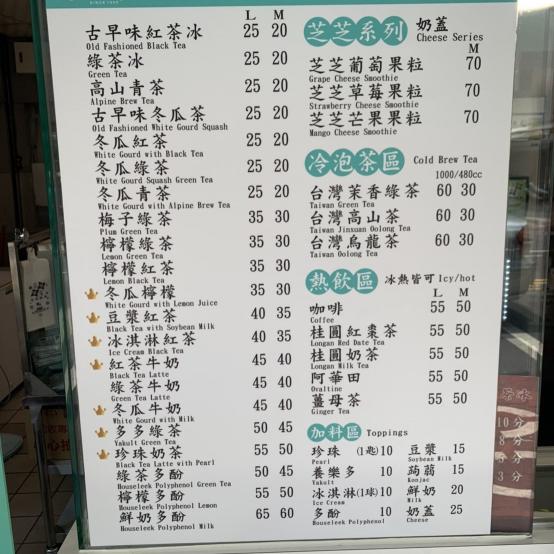 L M
古早味紅茶冰 25 20
Old Fashioned Black Tea
綠茶冰 25 20
Green Tea
高山青茶 25 20
Alpine Brew Tea
古早味冬瓜茶 25 20
Old Fashioned White Gourd Squash
冬瓜紅茶 25 20
White Gourd with Black Tea
冬瓜綠茶 25 20
White Gourd Squash Green Tea
冬瓜青茶 25 20
White Gourd with Alpine Brew Tea
梅子綠茶 35 30
Plum Green Tea
檸檬綠茶 35 30
Lemon Green Tea
檸檬紅茶 35 30
Lemon Black Tea
冬瓜檸檬 35 30
White Gourd with Lemon Juice
豆漿紅茶 40 35
Black Tea with Soybean Milk
冰淇淋紅茶 40 35
Ice Cream Black Tea
紅茶牛奶 45 40
Black Tea Latte
綠茶牛奶 45 40
Green Tea Latte
冬瓜牛奶 45 40
White Gourd with Milk
多多綠茶 50 45
Yakult Green Tea
珍珠奶茶 55 50
Black Tea Latte with Pearl
綠茶多酚 50 45
Houseleek Polyphenol Green Tea
檸檬多酚 55 50
Houseleek Polyphenol Lemon
鮮奶多酚 65 60
Houseleek Polyphenol Milk
芝芝系列 奶蓋
Cheese Series
M
芝芝葡萄果粒 70
Grape Cheese Smoothie
芝芝草莓果粒 70
Strawberry Cheese Smoothie
芝芝芒果果粒 70
Mango Cheese Smoothie
冷泡茶區 Cold Brew Tea
1000/480cc
台灣茉香綠茶 60 30
Taiwan Green Tea
台灣高山茶 60 30
Taiwan Jinxuan Oolong Tea
台灣烏龍茶 60 30
Taiwan Oolong Tea
熱飲區 冰熱皆可 Icy/hot
L M
咖啡 55 50
Coffee
桂圓紅棗茶 55 50
Longan Red Date Tea
桂圓奶茶 55 50
Longan Milk Tea
阿華田 55 50
Ovaltine
薑母茶 55 50
Ginger Tea
加料區 Toppings
珍珠 (1匙) 10 豆漿 15
Pearl Soybean Milk
養樂多 10 蒟蒻 15
Yakult Konjac
冰淇淋(1球) 10 鮮奶 20
Ice Cream Milk
多酚 10 奶蓋 25
Houseleek Polyphenol Cheese